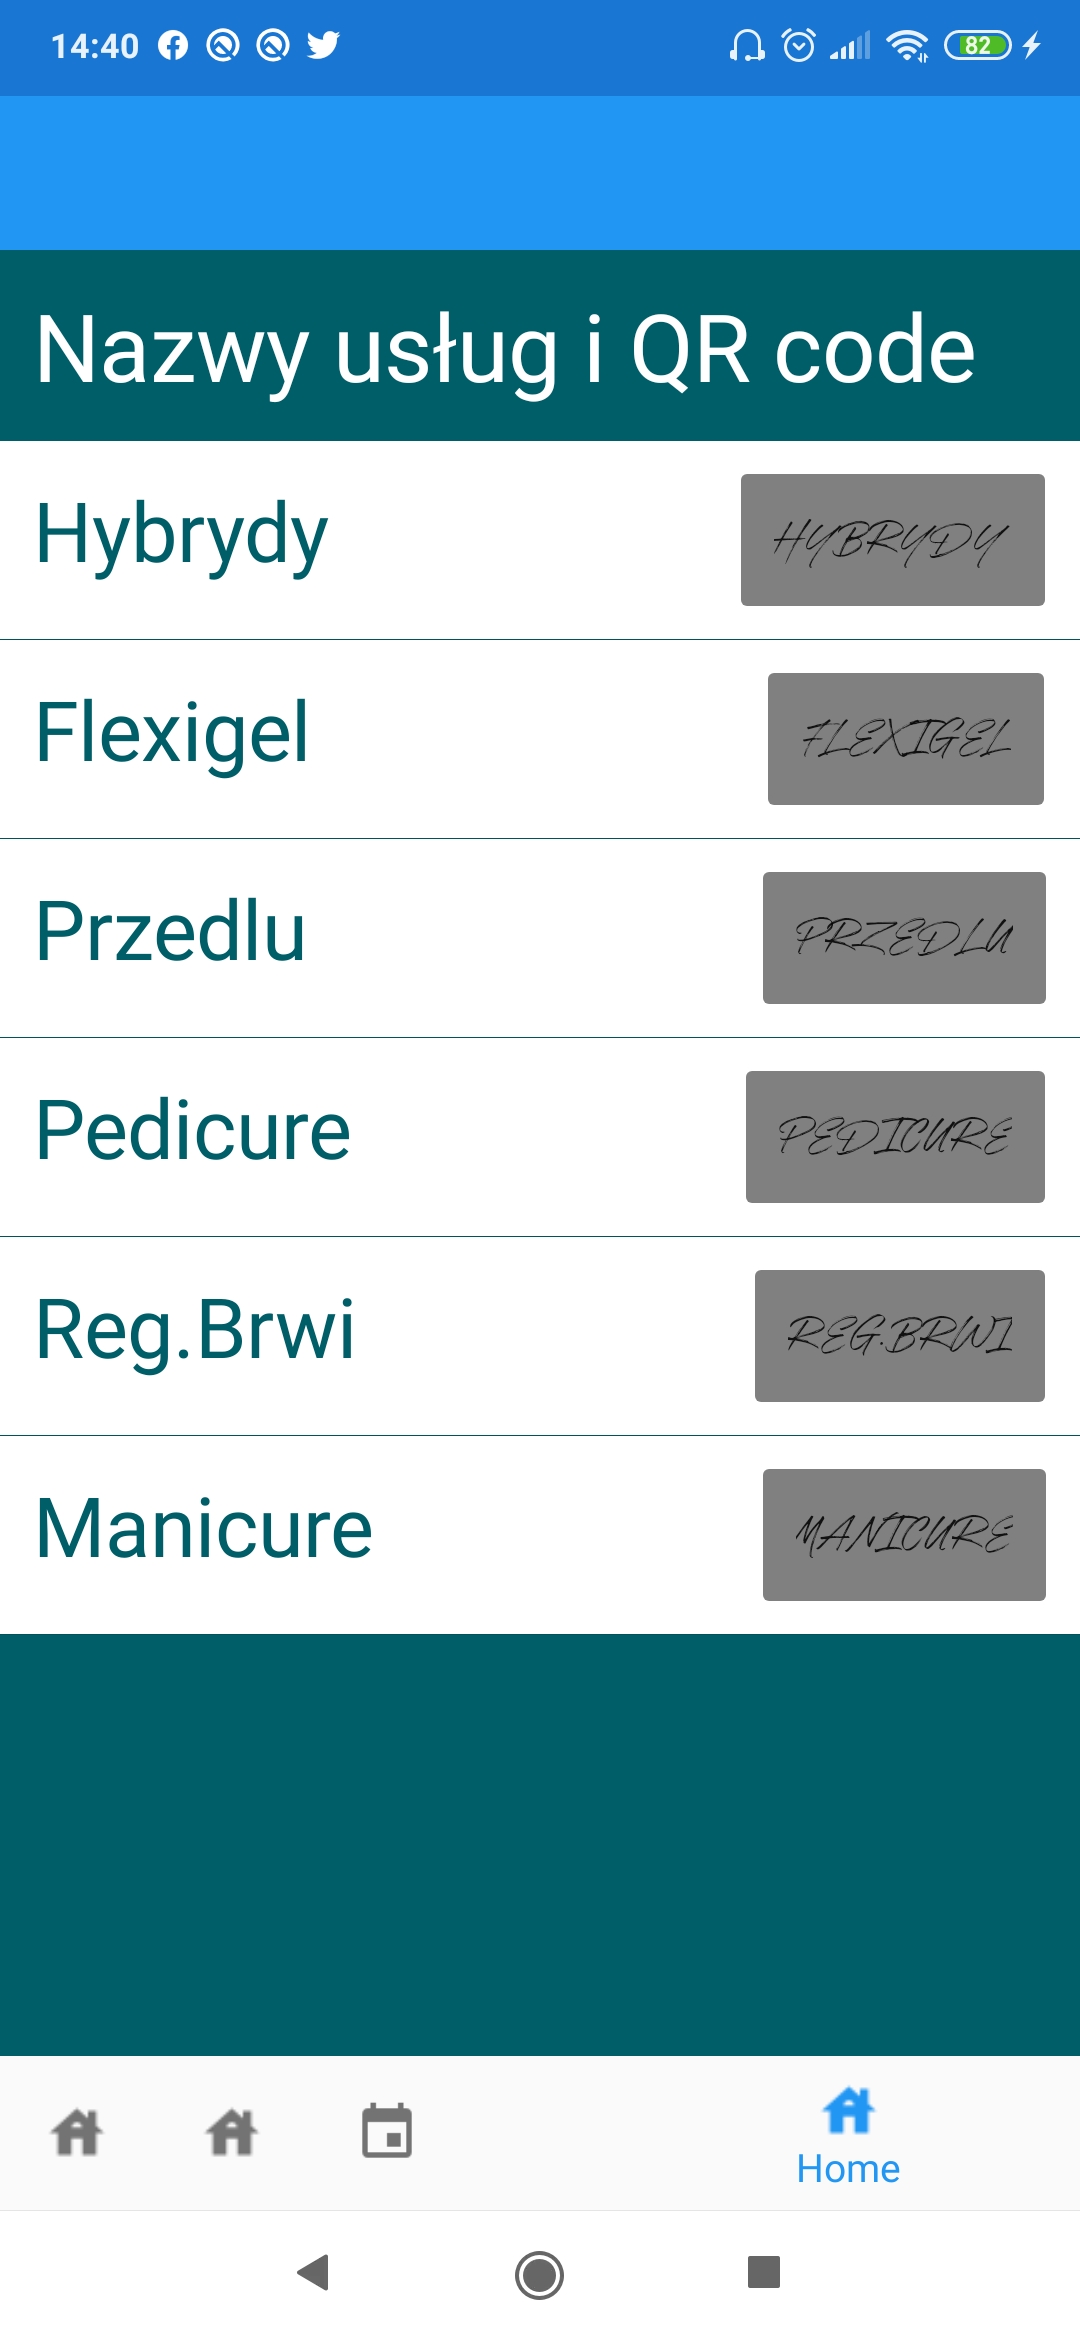 14:40 82
Nazwy usług i QR code
Hybrydy HYBRYDY
Flexigel FLEXIGEL
Przedlu PRZEDLU
Pedicure PEDICURE
Reg.Brwi REG.BRWI
Manicure MANICURE
Home